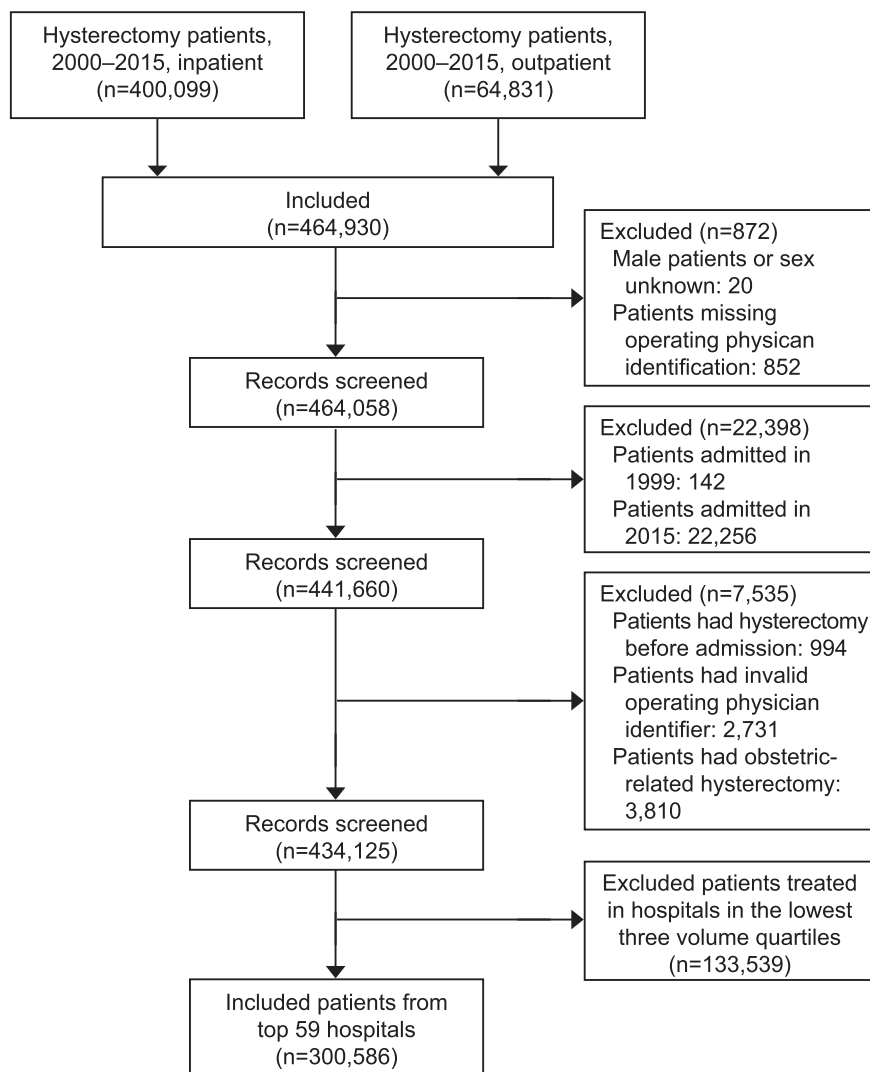 Hysterectomy patients,
2000–2015, inpatient
(n=400,099)
Hysterectomy patients,
2000–2015, outpatient
(n=64,831)
Included
(n=464,930)
Excluded (n=872)
Male patients or sex
unknown: 20
Patients missing
operating physican
identification: 852
Records screened
(n=464,058)
Excluded (n=22,398)
Patients admitted in
1999: 142
Patients admitted in
2015: 22,256
Records screened
(n=441,660)
Excluded (n=7,535)
Patients had hysterectomy
before admission: 994
Patients had invalid
operating physician
identifier: 2,731
Patients had obstetric-
related hysterectomy:
3,810
Records screened
(n=434,125)
Excluded patients treated
in hospitals in the lowest
three volume quartiles
(n=133,539)
Included patients from
top 59 hospitals
(n=300,586)